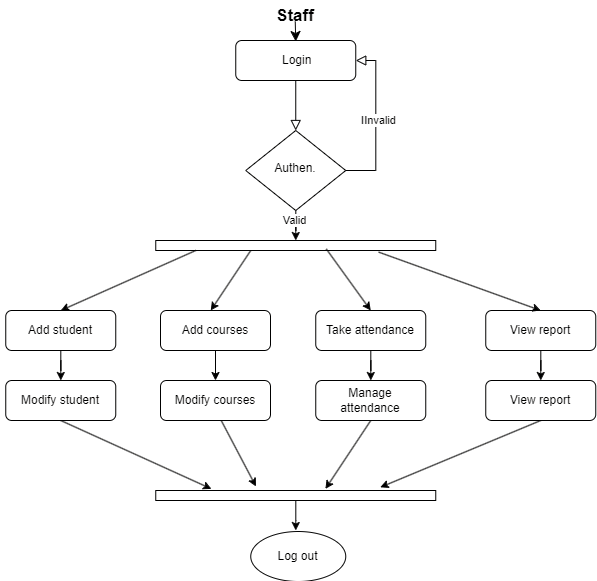 Staff
Login
IInvalid
Authen.
Valid
Add student
Add courses
Take attendance
View report
Modify student
Modify courses
Manage
attendance
View report
Log out